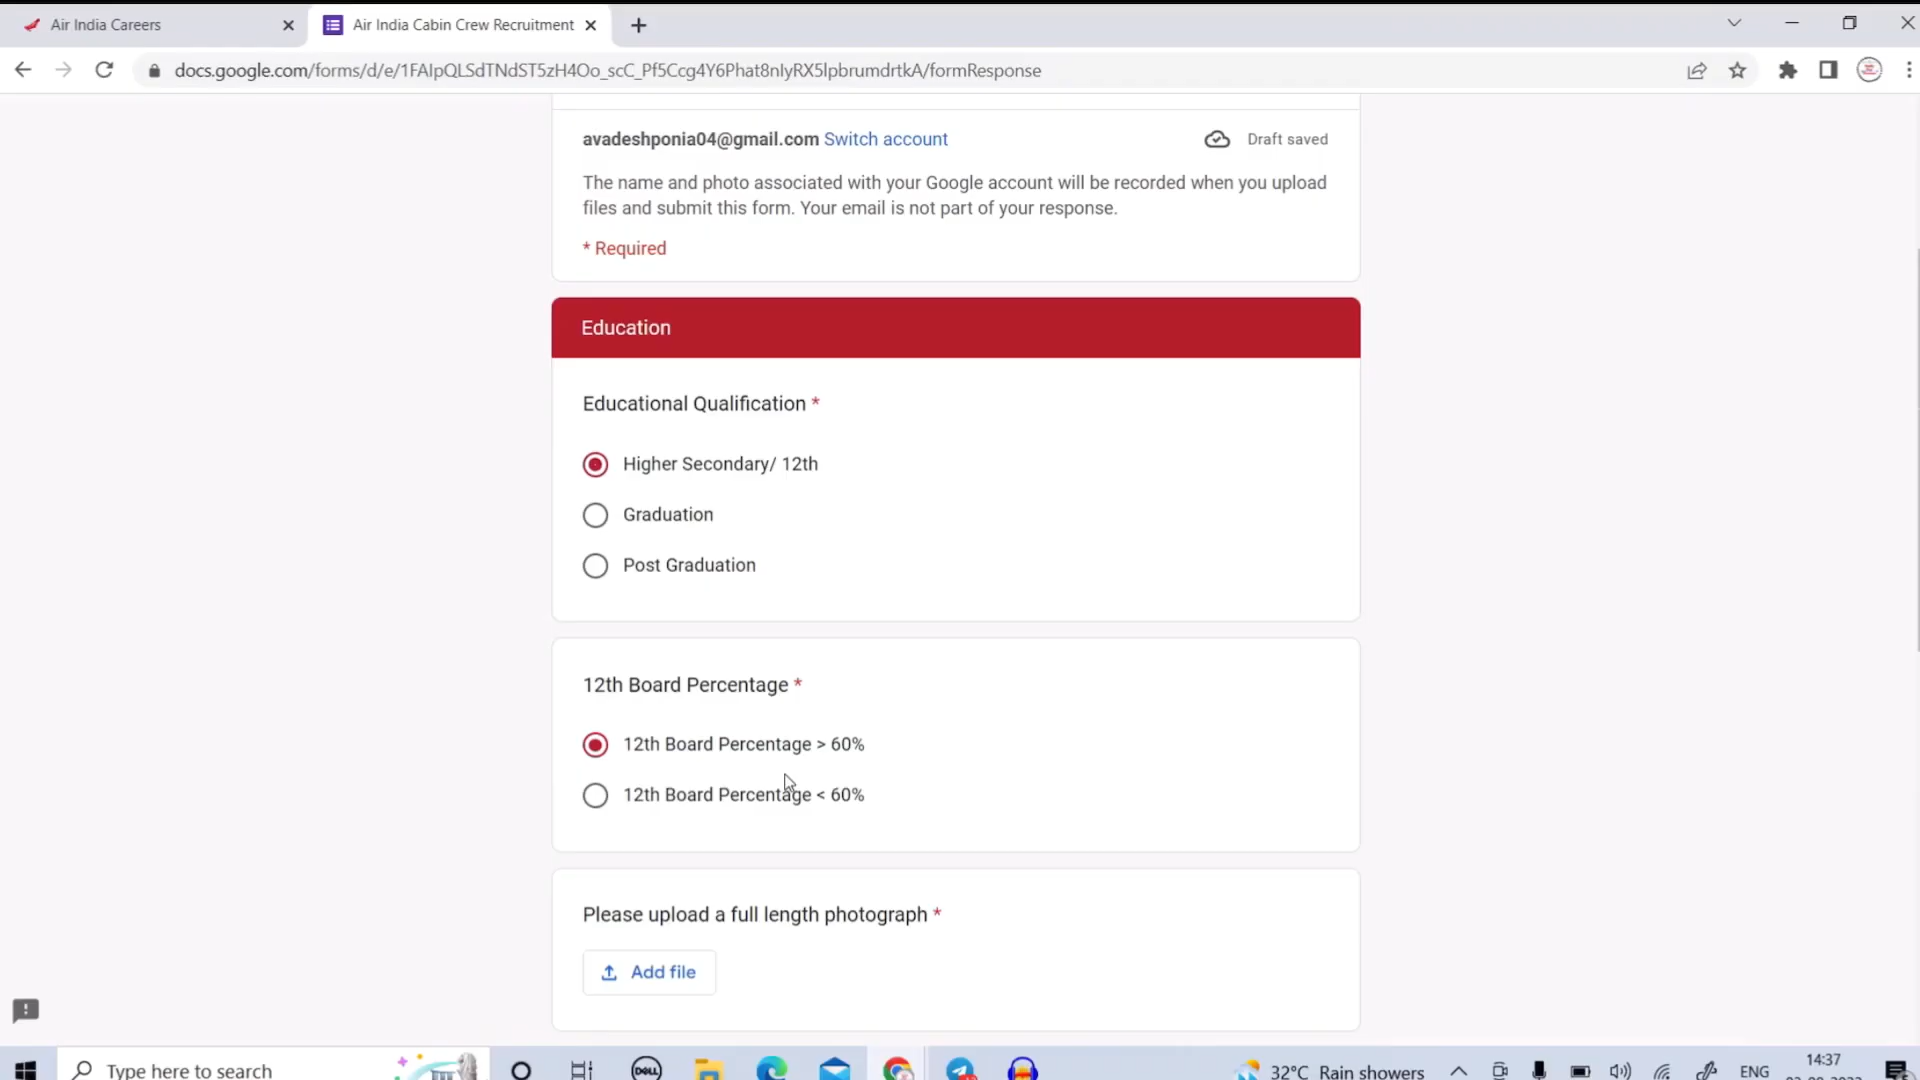 Air India Careers
Air India Cabin Crew Recruitment
docs.google.com/forms/d/e/1FAIpQLSdTNdST5zH4Oo_scC_Pf5Ccg4Y6Phat8nIyRX5lpbrumdrtkA/formResponse
avadeshponia04@gmail.com Switch account
Draft saved
The name and photo associated with your Google account will be recorded when you upload
files and submit this form. Your email is not part of your response.
* Required
Education
Educational Qualification *
Higher Secondary/ 12th
Graduation
Post Graduation
12th Board Percentage *
12th Board Percentage > 60%
12th Board Percentage < 60%
Please upload a full length photograph *
Add file
Type here to search
DELL
32°C Rain showers
ENG
14:37